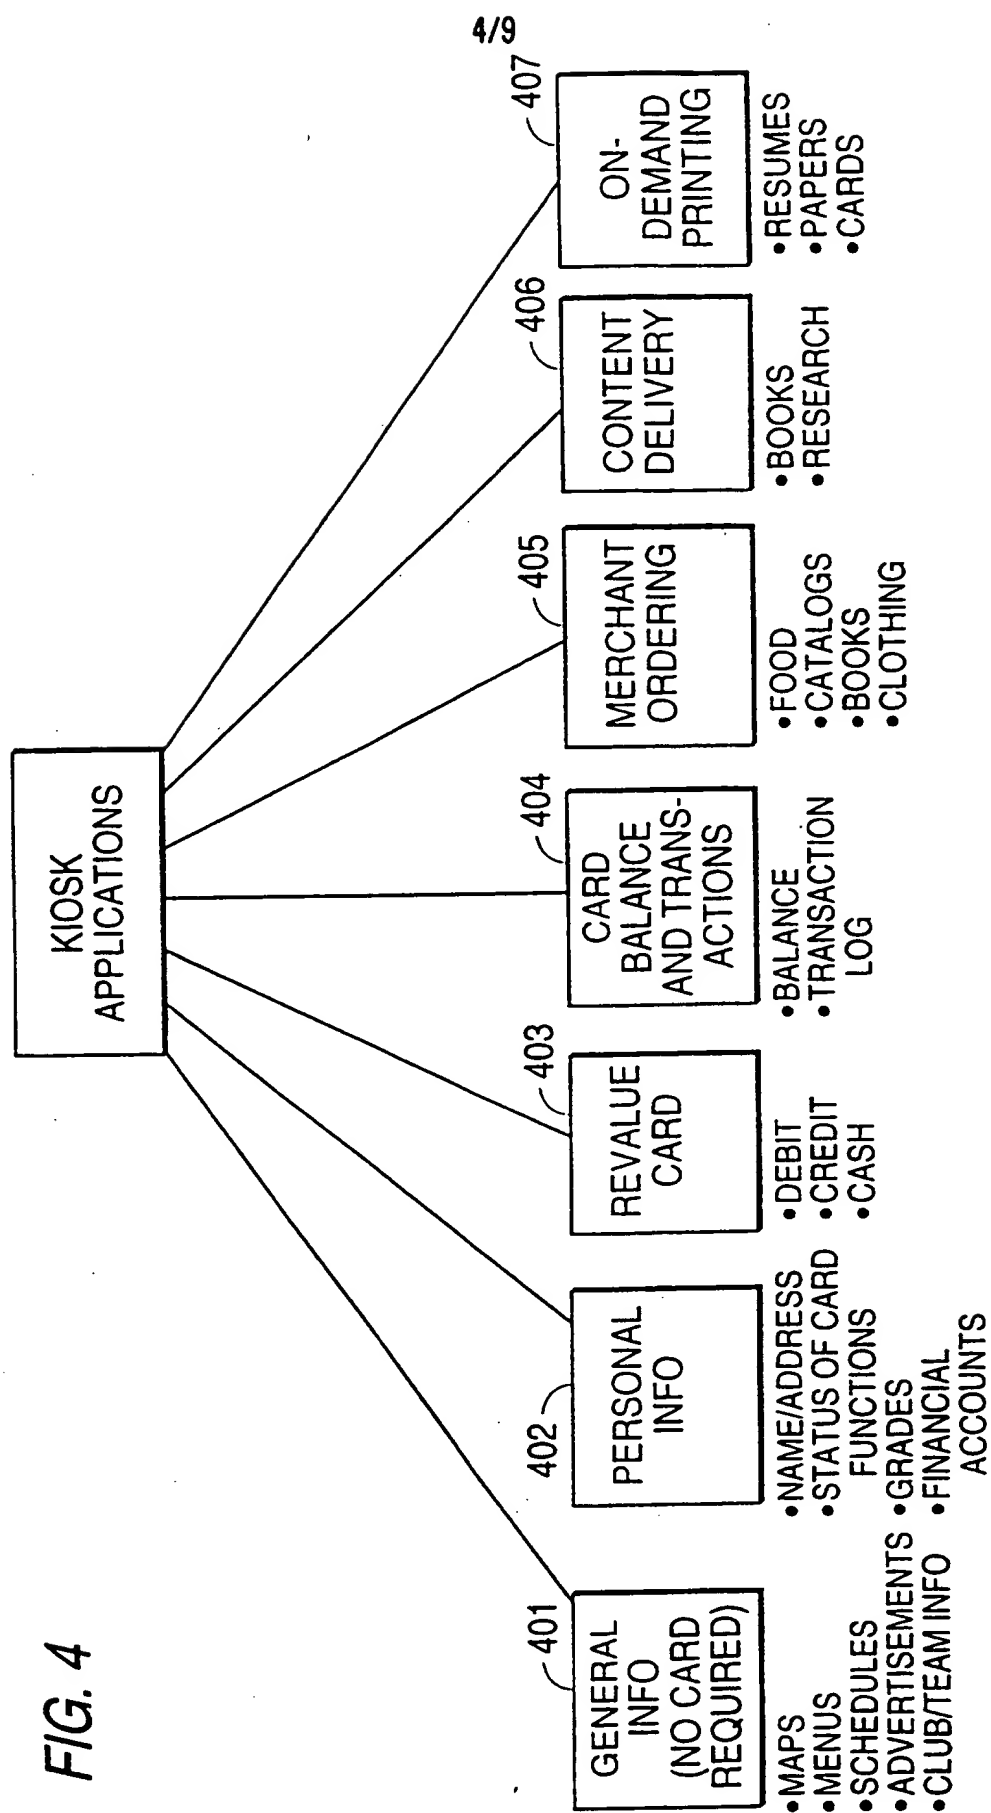 4/9
FIG. 4
KIOSK
APPLICATIONS
401
GENERAL
INFO
(NO CARD
REQUIRED)
•MAPS
•MENUS
•SCHEDULES
•ADVERTISEMENTS
•CLUB/TEAM INFO
402
PERSONAL
INFO
•NAME/ADDRESS
•STATUS OF CARD
FUNCTIONS
•GRADES
•FINANCIAL
ACCOUNTS
403
REVALUE
CARD
•DEBIT
•CREDIT
•CASH
404
CARD
BALANCE
AND TRANS-
ACTIONS
•BALANCE
•TRANSACTION
LOG
405
MERCHANT
ORDERING
•FOOD
•CATALOGS
•BOOKS
•CLOTHING
406
CONTENT
DELIVERY
•BOOKS
•RESEARCH
407
ON-
DEMAND
PRINTING
•RESUMES
•PAPERS
•CARDS